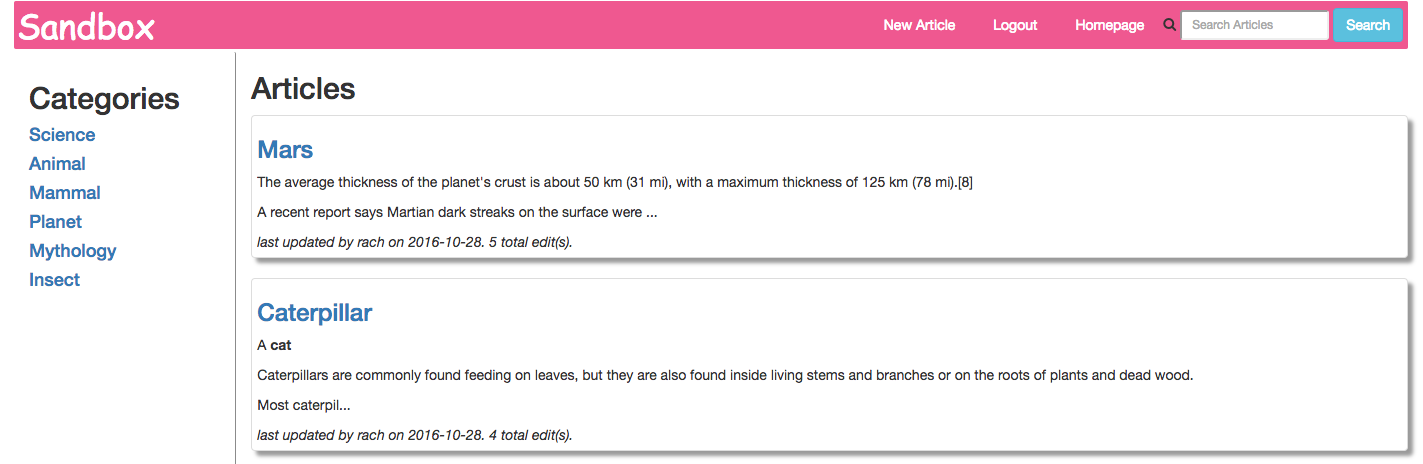 Sandbox
New Article
Logout
Homepage
Search Articles
Search
Categories
Science
Animal
Mammal
Planet
Mythology
Insect
Articles
Mars
The average thickness of the planet's crust is about 50 km (31 mi), with a maximum thickness of 125 km (78 mi).[8]
A recent report says Martian dark streaks on the surface were ...
last updated by rach on 2016-10-28. 5 total edit(s).
Caterpillar
A cat
Caterpillars are commonly found feeding on leaves, but they are also found inside living stems and branches or on the roots of plants and dead wood.
Most caterpil...
last updated by rach on 2016-10-28. 4 total edit(s).